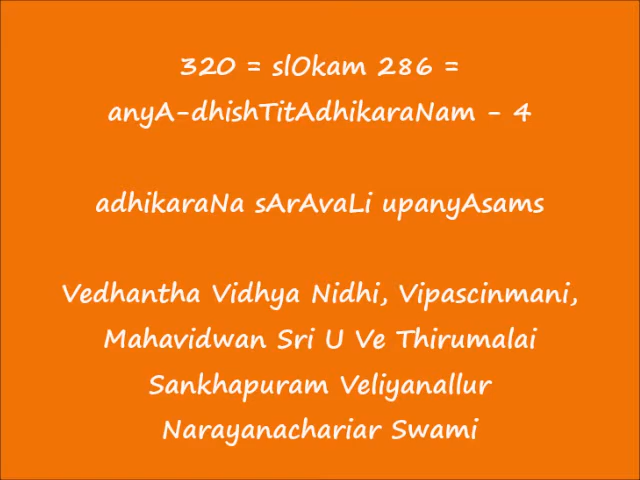 320 = slOkam 286 =
anyA-dhishTitAdhikaraNam - 4
adhikaraNa sArAvaLi upanyAsams
Vedhantha Vidhya Nidhi, Vipascinmani,
Mahavidwan Sri U Ve Thirumalai
Sankhapuram Veliyanallur
Narayanachariar Swami